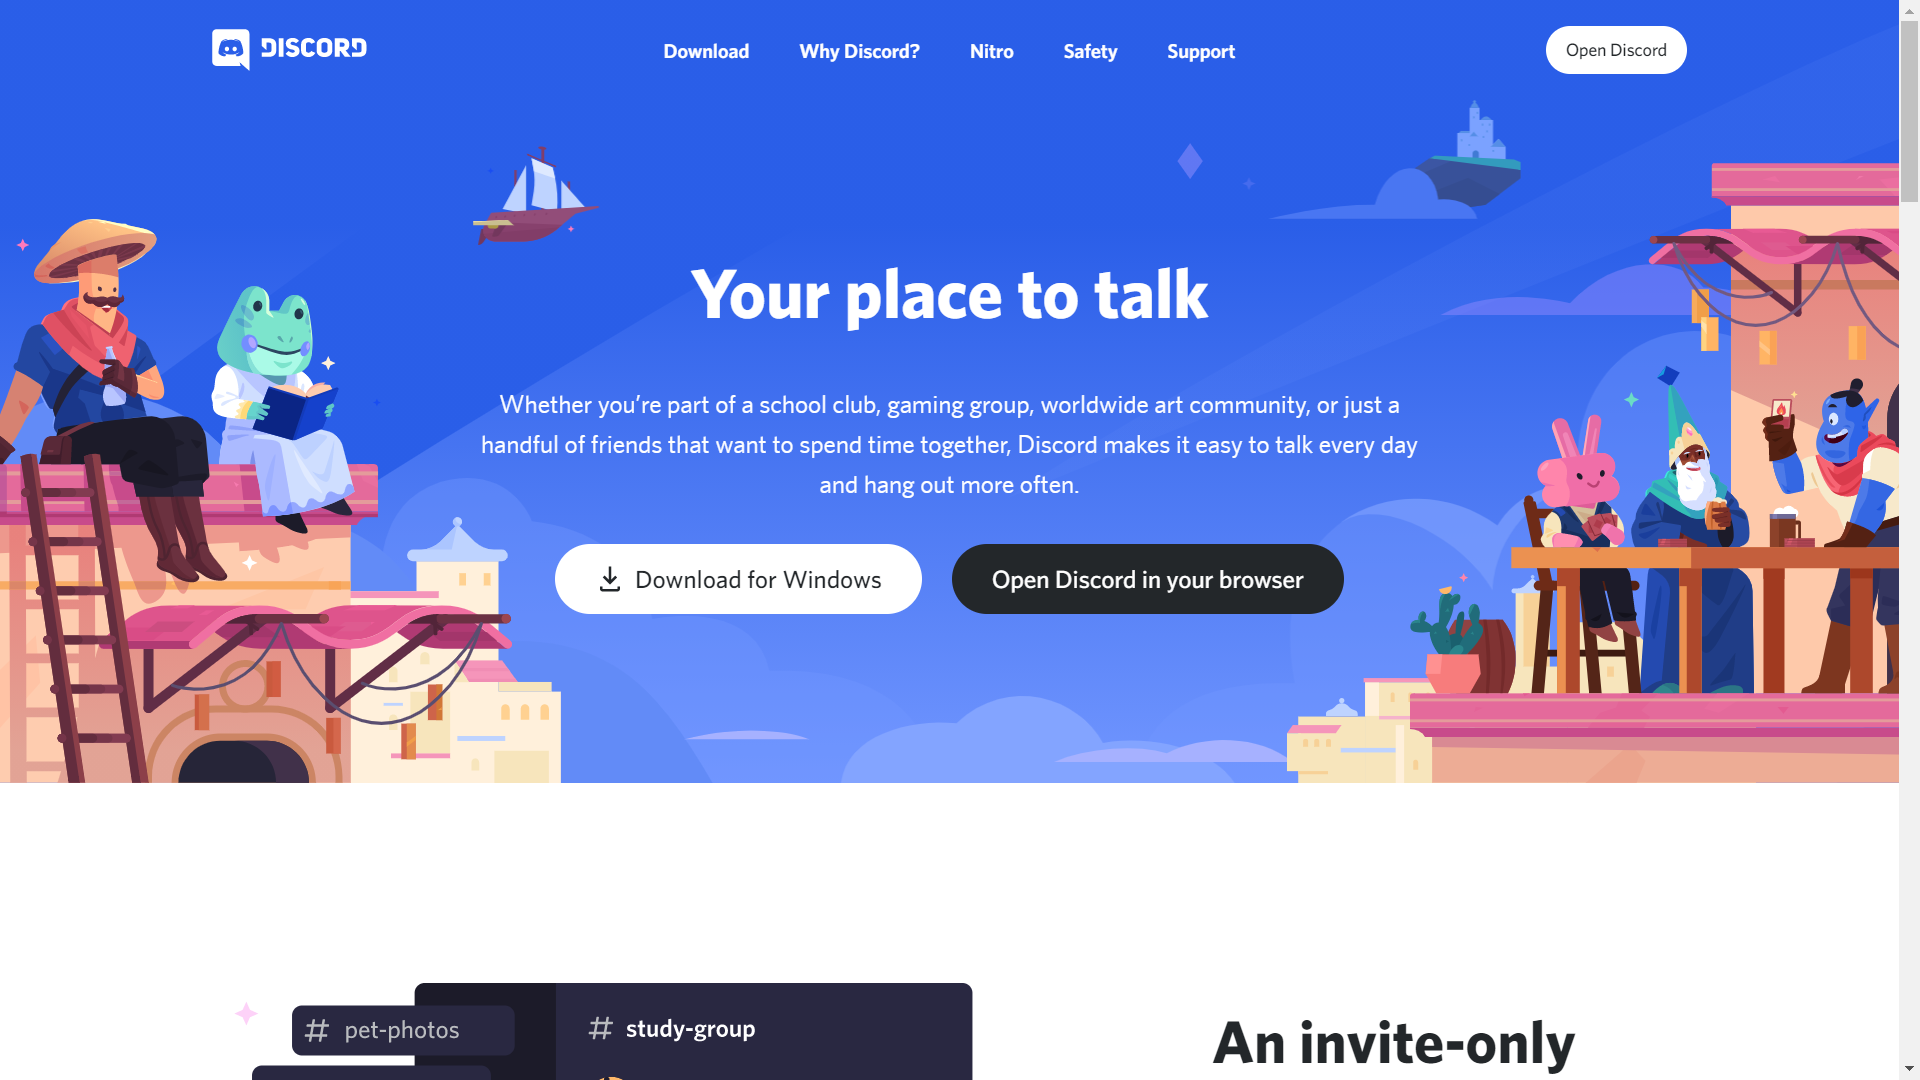 DISCORD
Download
Why Discord?
Nitro
Safety
Support
Open Discord
Your place to talk
Whether you’re part of a school club, gaming group, worldwide art community, or just a
handful of friends that want to spend time together, Discord makes it easy to talk every day
and hang out more often.
Download for Windows
Open Discord in your browser
# pet-photos
# study-group
An invite-only